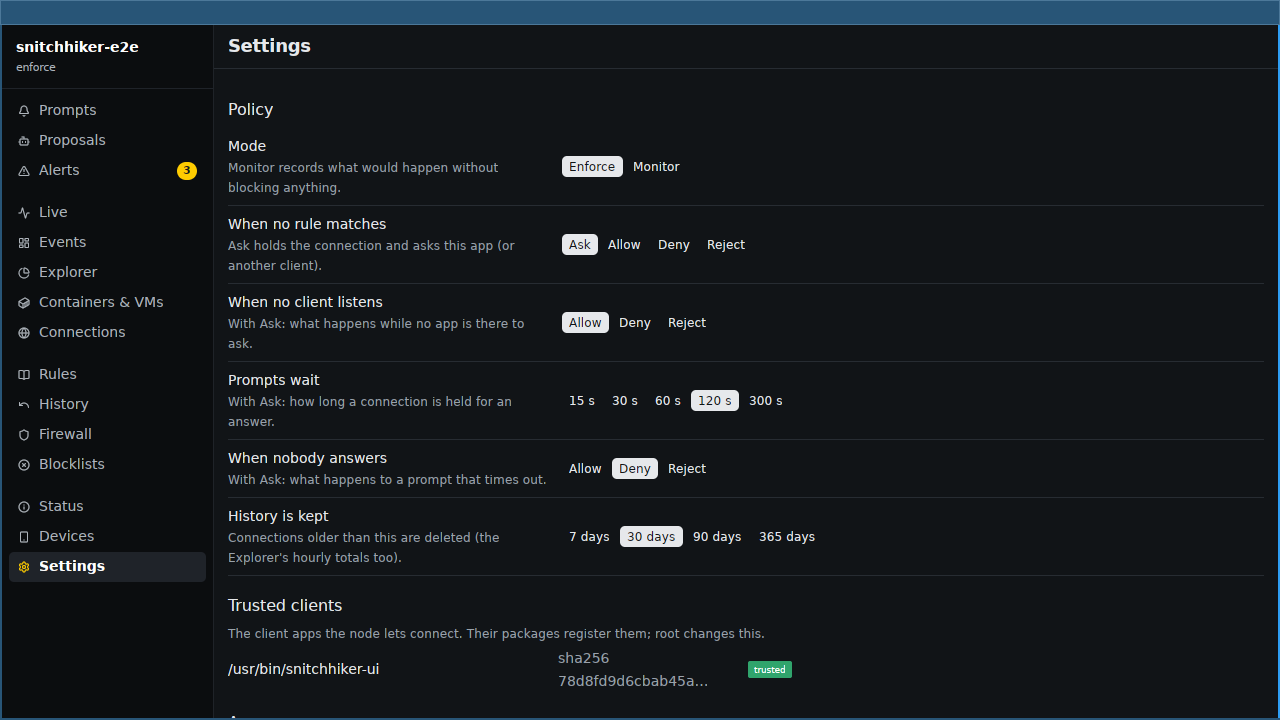 snitchhiker-e2e
enforce
Prompts
Proposals
Alerts 3
Live
Events
Explorer
Containers & VMs
Connections
Rules
History
Firewall
Blocklists
Status
Devices
Settings
Settings
Policy
Mode
Monitor records what would happen without
blocking anything.
Enforce Monitor
When no rule matches
Ask holds the connection and asks this app (or
another client).
Ask Allow Deny Reject
When no client listens
With Ask: what happens while no app is there to
ask.
Allow Deny Reject
Prompts wait
With Ask: how long a connection is held for an
answer.
15 s 30 s 60 s 120 s 300 s
When nobody answers
With Ask: what happens to a prompt that times out.
Allow Deny Reject
History is kept
Connections older than this are deleted (the
Explorer's hourly totals too).
7 days 30 days 90 days 365 days
Trusted clients
The client apps the node lets connect. Their packages register them; root changes this.
/usr/bin/snitchhiker-ui
sha256
78d8fd9d6cbab45a…
trusted